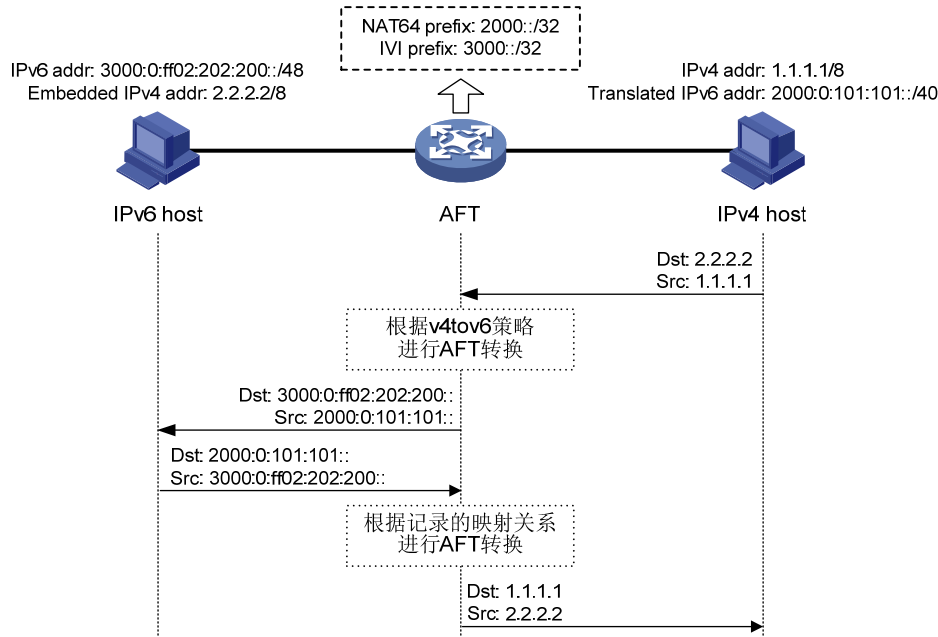 NAT64 prefix: 2000::/32
IVI prefix: 3000::/32
IPv6 addr: 3000:0:ff02:202:200::/48
Embedded IPv4 addr: 2.2.2.2/8
IPv4 addr: 1.1.1.1/8
Translated IPv6 addr: 2000:0:101:101::/40
IPv6 host
AFT
IPv4 host
Dst: 2.2.2.2
Src: 1.1.1.1
根据v4tov6策略
进行AFT转换
Dst: 3000:0:ff02:202:200::
Src: 2000:0:101:101::
Dst: 2000:0:101:101::
Src: 3000:0:ff02:202:200::
根据记录的映射关系
进行AFT转换
Dst: 1.1.1.1
Src: 2.2.2.2